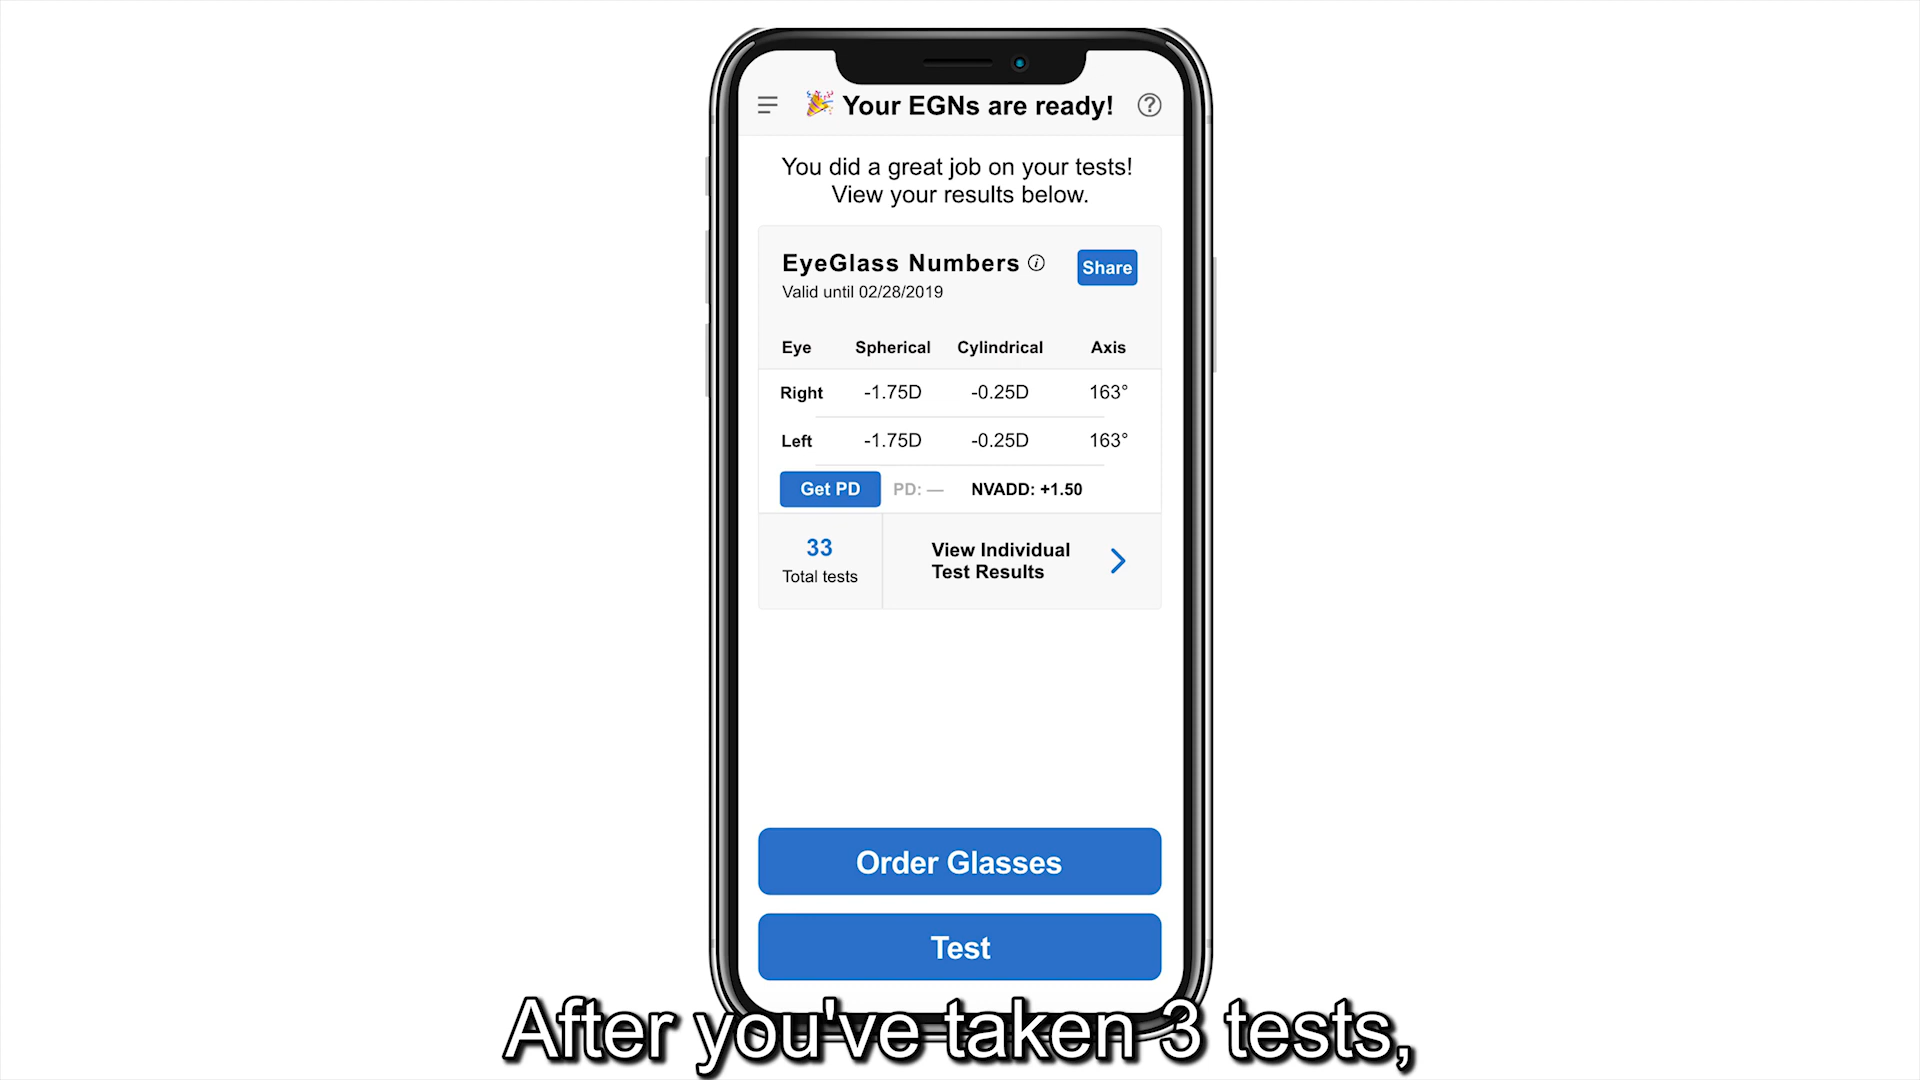 🎉 Your EGNs are ready!
You did a great job on your tests!
View your results below.
EyeGlass Numbers
Share
Valid until 02/28/2019
Eye Spherical Cylindrical Axis
Right -1.75D -0.25D 163°
Left -1.75D -0.25D 163°
Get PD PD: — NVADD: +1.50
33
Total tests
View Individual
Test Results
Order Glasses
Test
After you've taken 3 tests,